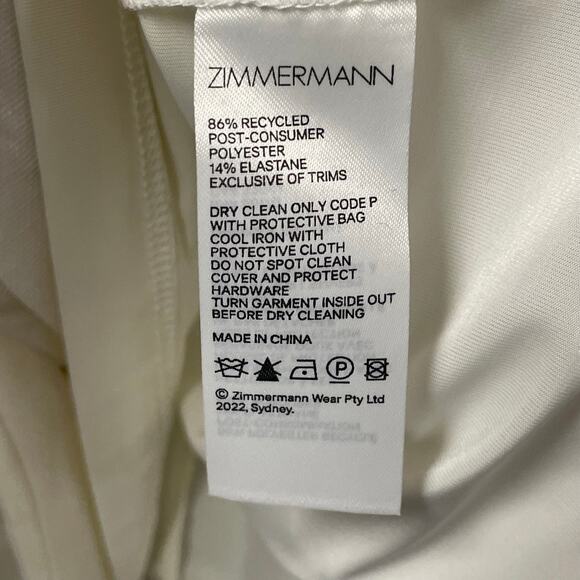 ZIMMERMANN
86% RECYCLED
POST-CONSUMER
POLYESTER
14% ELASTANE
EXCLUSIVE OF TRIMS
DRY CLEAN ONLY CODE P
WITH PROTECTIVE BAG
COOL IRON WITH
PROTECTIVE CLOTH
DO NOT SPOT CLEAN
COVER AND PROTECT
HARDWARE
TURN GARMENT INSIDE OUT
BEFORE DRY CLEANING
MADE IN CHINA
P
© Zimmermann Wear Pty Ltd
2022, Sydney.